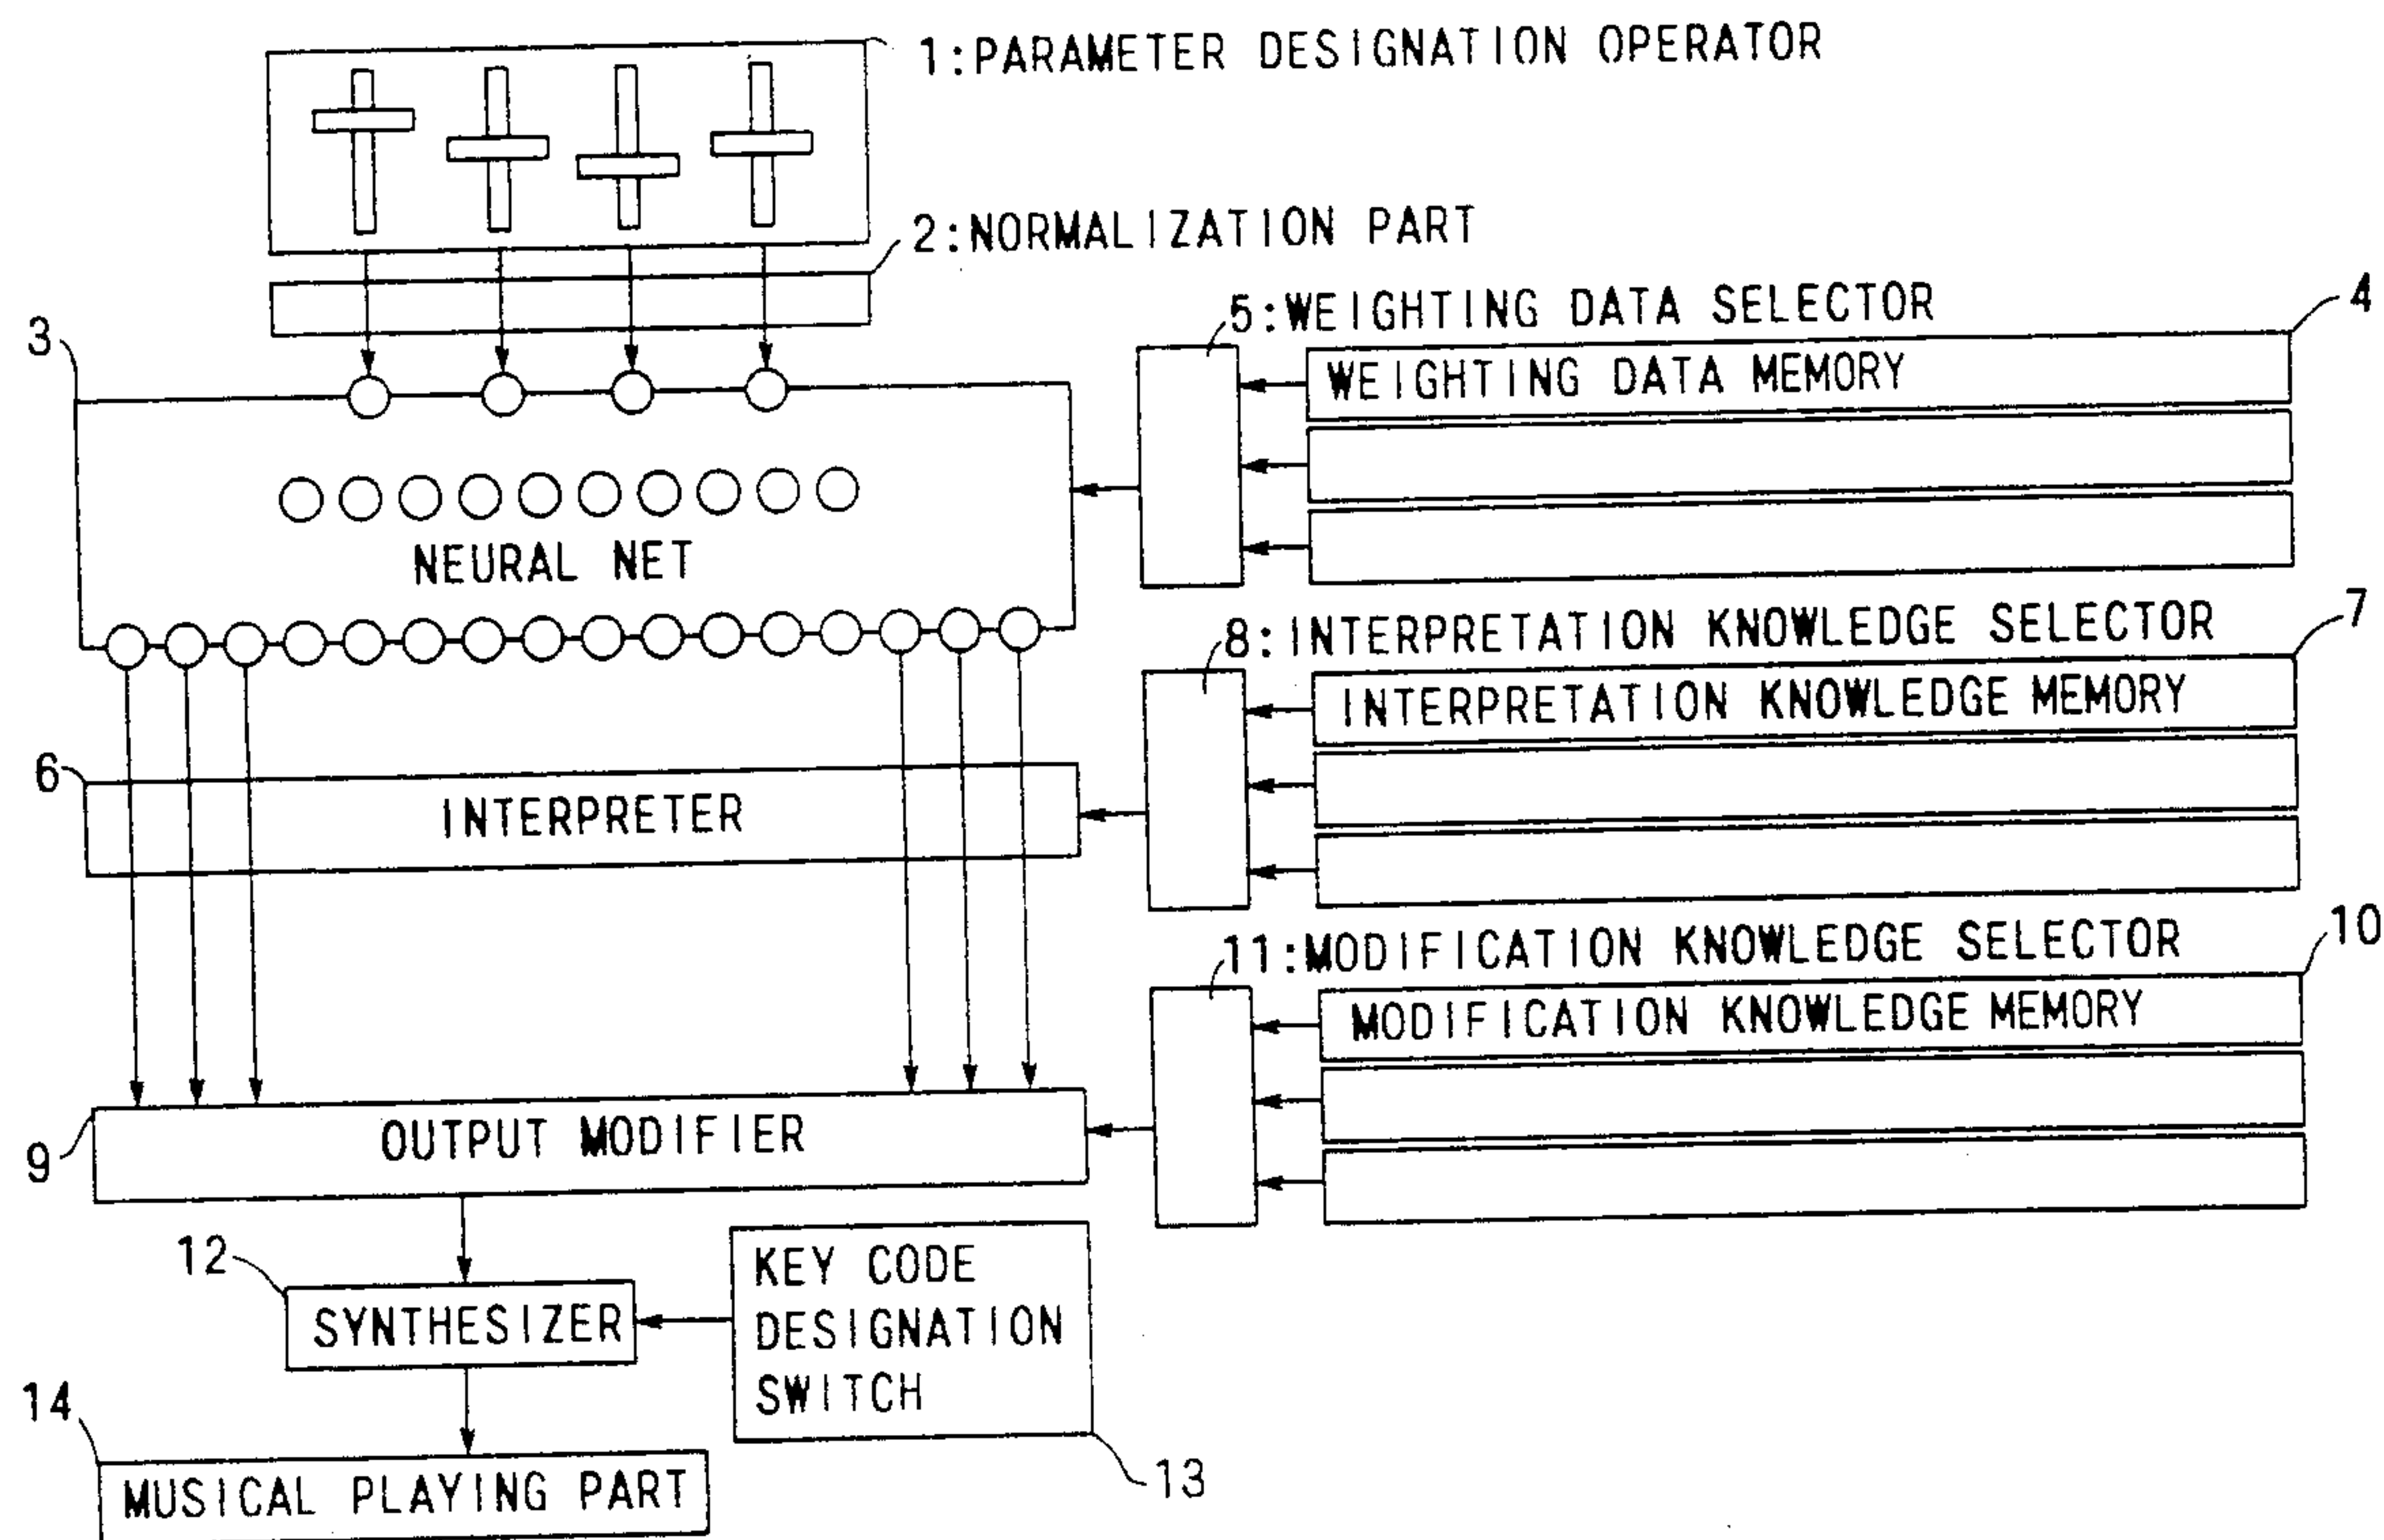 1:PARAMETER DESIGNATION OPERATOR
2:NORMALIZATION PART
3
5:WEIGHTING DATA SELECTOR
4
WEIGHTING DATA MEMORY
NEURAL NET
8:INTERPRETATION KNOWLEDGE SELECTOR
7
INTERPRETATION KNOWLEDGE MEMORY
6
INTERPRETER
11:MODIFICATION KNOWLEDGE SELECTOR
10
MODIFICATION KNOWLEDGE MEMORY
9
OUTPUT MODIFIER
12
SYNTHESIZER
KEY CODE
DESIGNATION
SWITCH
13
14
MUSICAL PLAYING PART